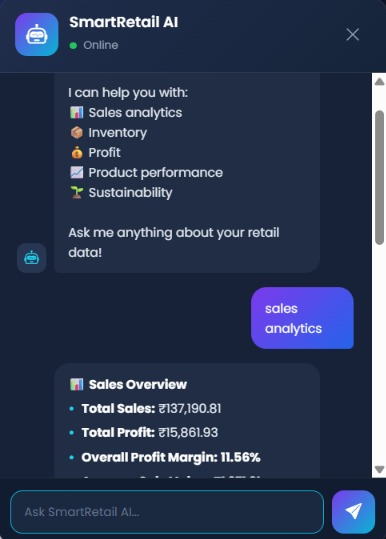 SmartRetail AI
Online
I can help you with:
📊 Sales analytics
📦 Inventory
💰 Profit
📈 Product performance
🌱 Sustainability
Ask me anything about your retail
data!
sales
analytics
📊 Sales Overview
• Total Sales: ₹137,190.81
• Total Profit: ₹15,861.93
• Overall Profit Margin: 11.56%
Ask SmartRetail AI...